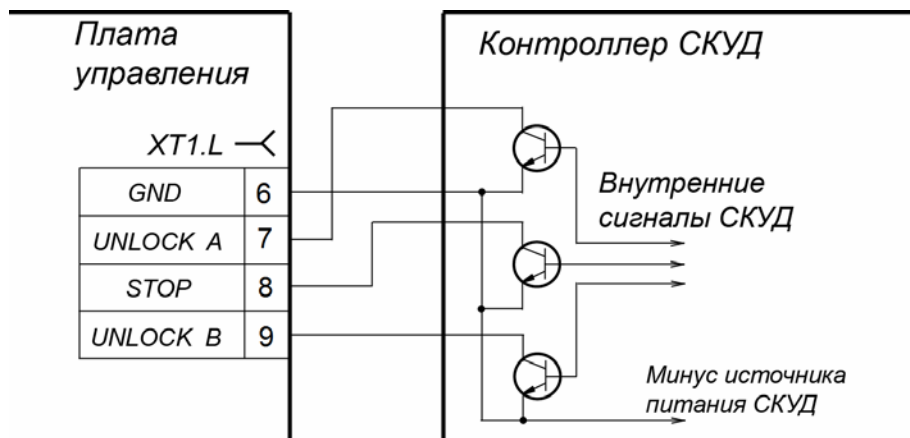 Плата
управления
Контроллер СКУД
XT1.L
GND 6
UNLOCK A 7
STOP 8
UNLOCK B 9
Внутренние
сигналы СКУД
Минус источника
питания СКУД